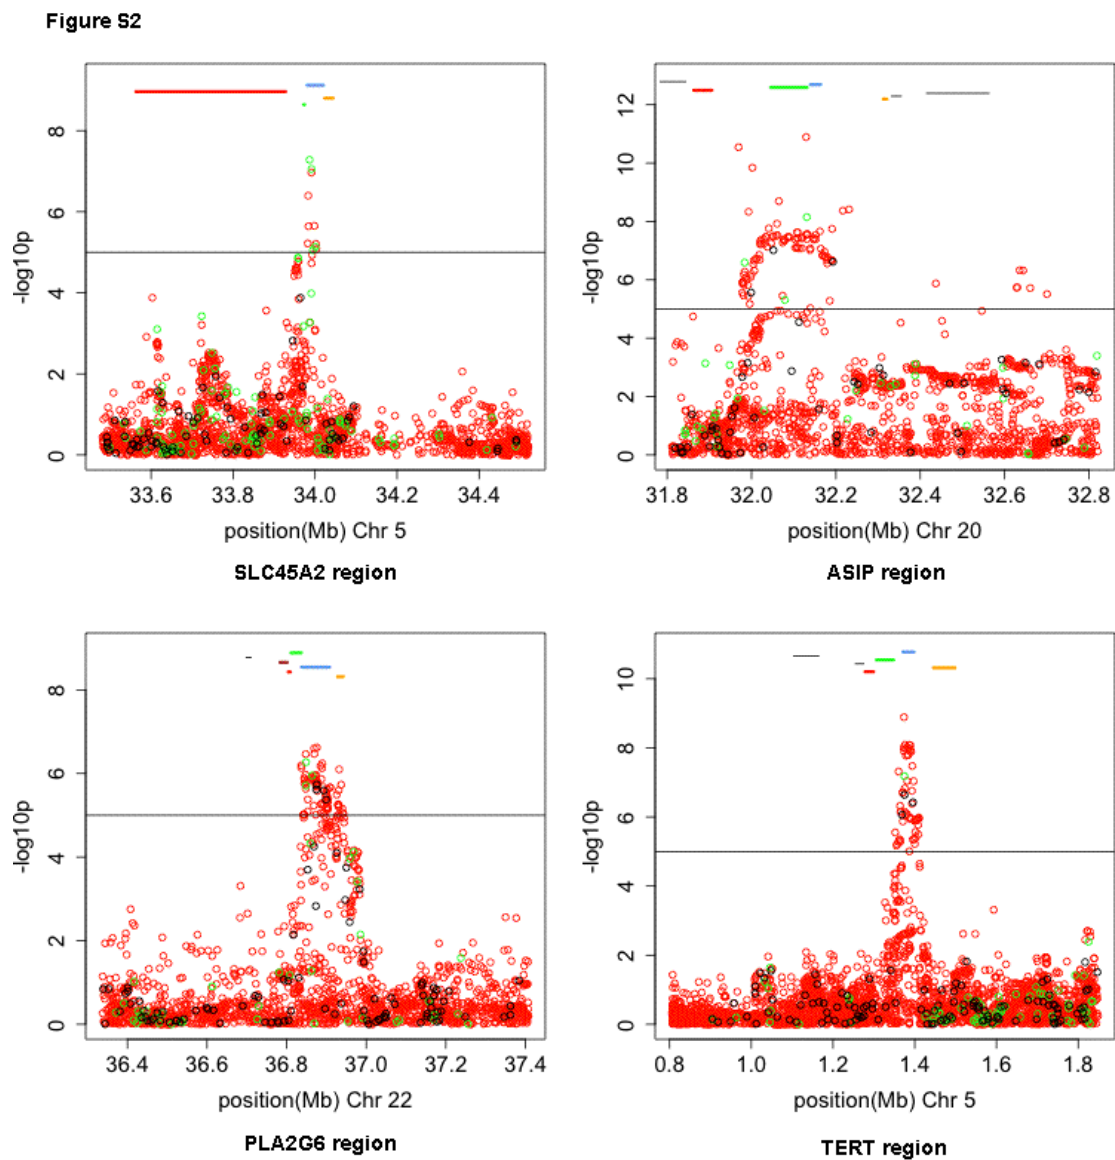 Figure S2
-log10p
0 2 4 6 8
33.6 33.8 34.0 34.2 34.4
position(Mb) Chr 5
SLC45A2 region
-log10p
0 2 4 6 8 10 12
31.8 32.0 32.2 32.4 32.6 32.8
position(Mb) Chr 20
ASIP region
-log10p
0 2 4 6 8
36.4 36.6 36.8 37.0 37.2 37.4
position(Mb) Chr 22
PLA2G6 region
-log10p
0 2 4 6 8 10
0.8 1.0 1.2 1.4 1.6 1.8
position(Mb) Chr 5
TERT region